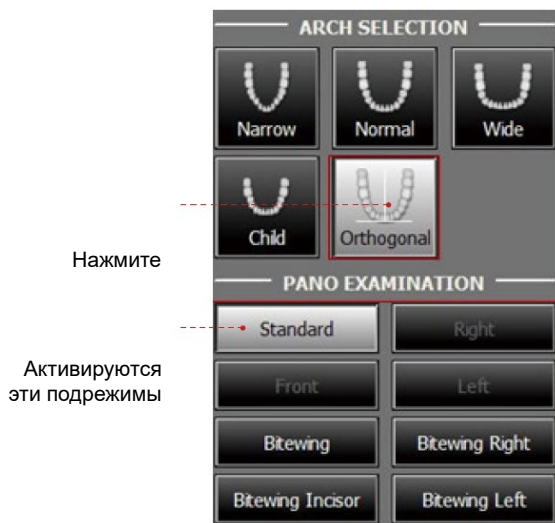 ARCH SELECTION
Narrow
Normal
Wide
Child
Orthogonal
Нажмите
PANO EXAMINATION
Standard
Right
Активируются
эти подрежимы
Front
Left
Bitewing
Bitewing Right
Bitewing Incisor
Bitewing Left